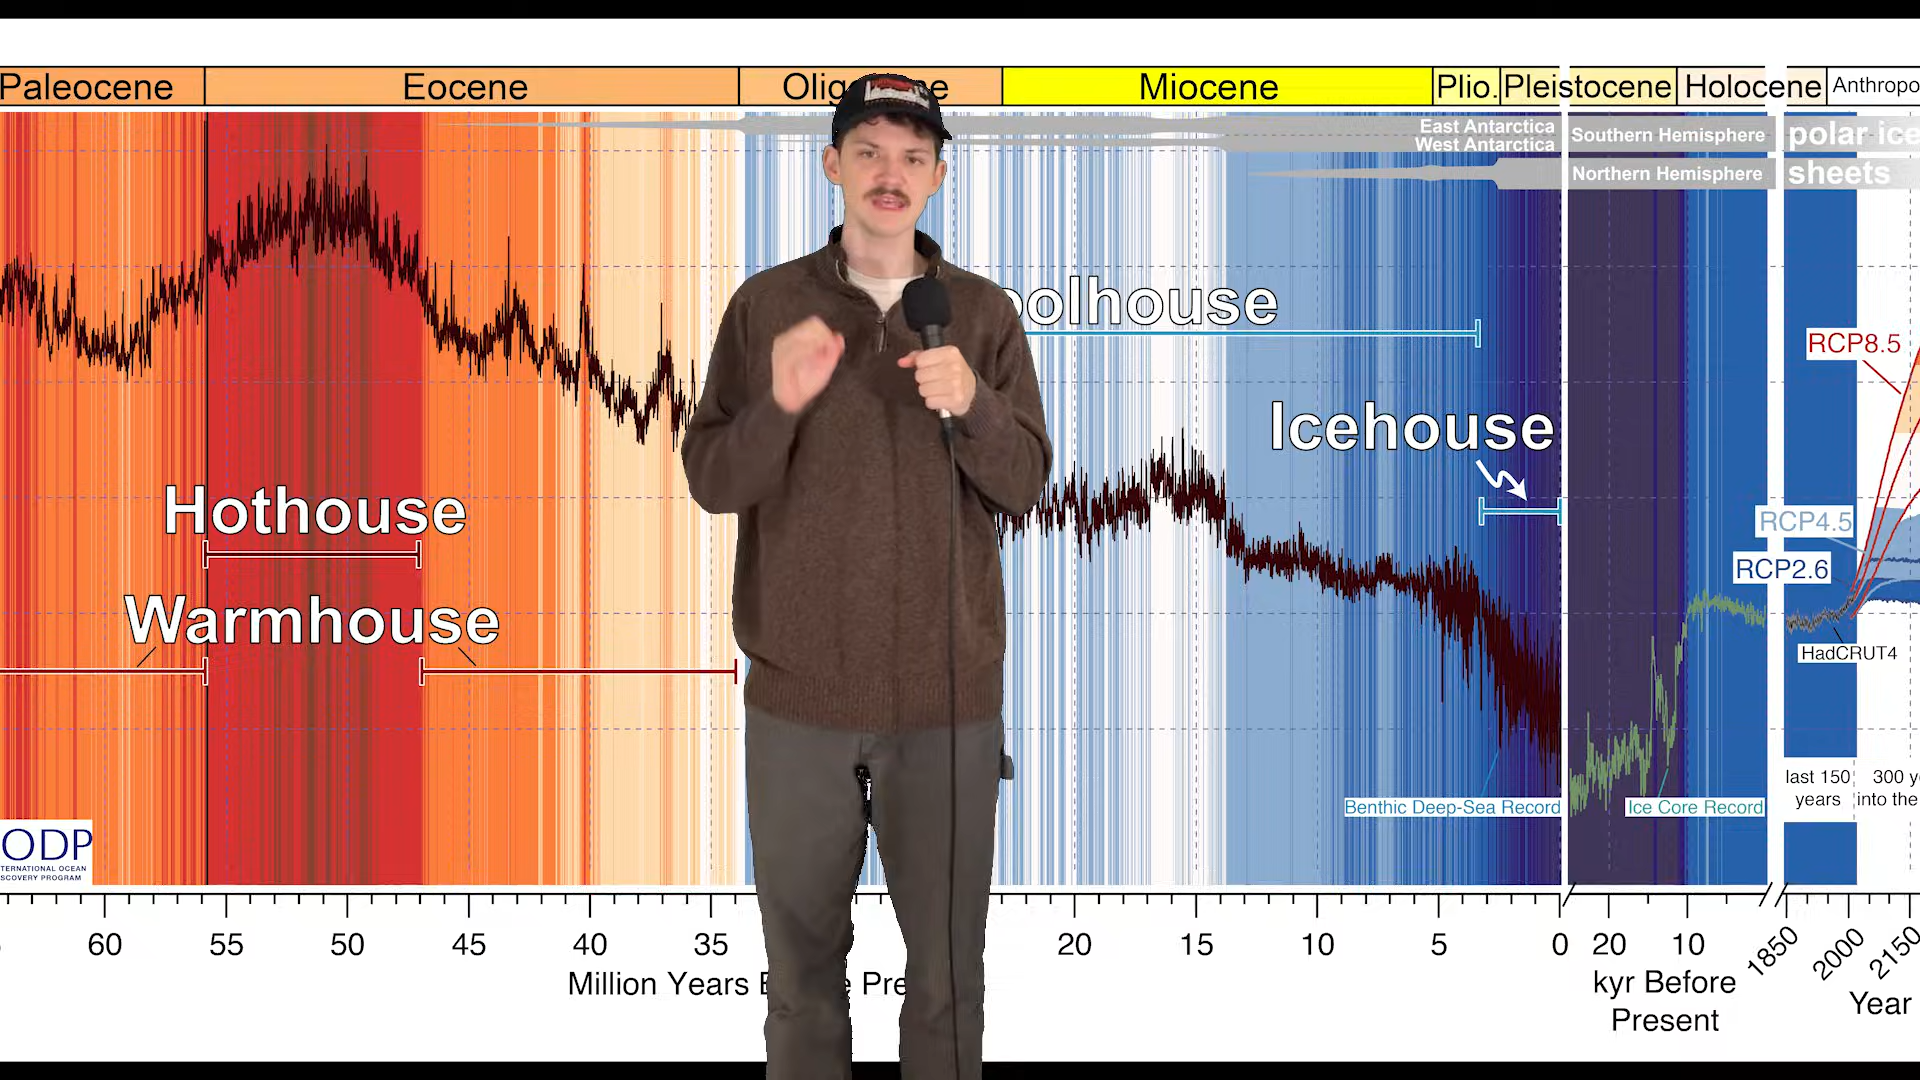 Paleocene
Eocene
Miocene
Plio.
Pleistocene
Holocene
East Antarctica
West Antarctica
Southern Hemisphere
Northern Hemisphere
polar ice
sheets
RCP8.5
Icehouse
Hothouse
RCP4.5
RCP2.6
Warmhouse
HadCRUT4
last 150
years
into the
Benthic Deep-Sea Record
Ice Core Record
ODP
60 55 50 45 40 35 20 15 10 5 0 20 10 1850 2000 2150
Million Years
kyr Before
Present
Year